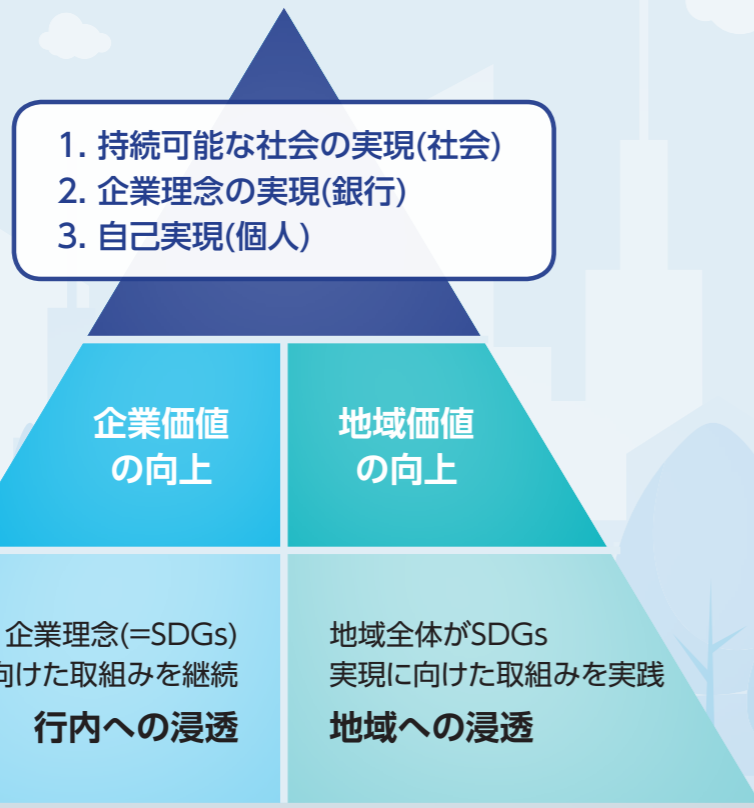 1. 持続可能な社会の実現(社会)
2. 企業理念の実現(銀行)
3. 自己実現(個人)
企業価値
の向上
地域価値
の向上
企業理念(=SDGs)
向けた取組みを継続
行内への浸透
地域全体がSDGs
実現に向けた取組みを実践
地域への浸透